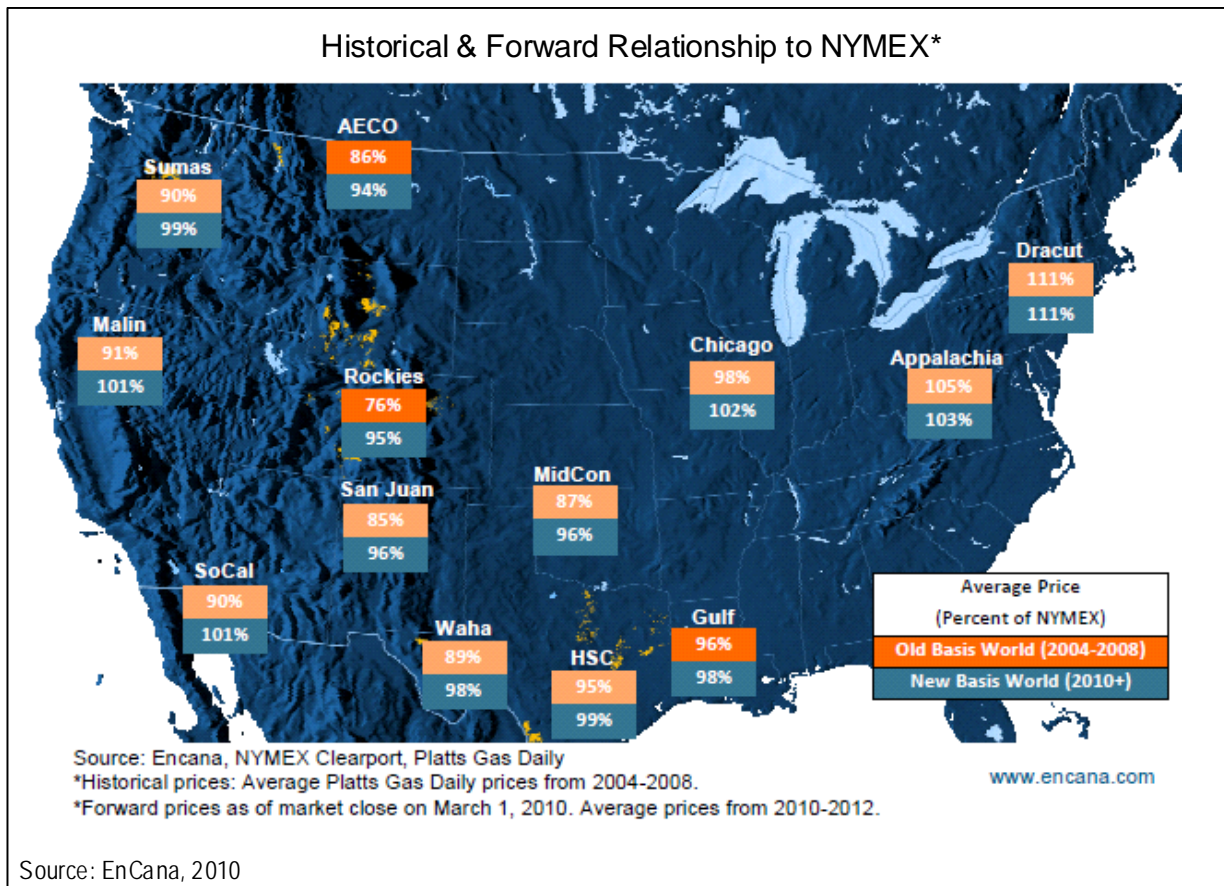 Historical & Forward Relationship to NYMEX*
AECO
86%
94%
Sumas
90%
99%
Dracut
111%
111%
Malin
91%
101%
Chicago
98%
102%
Appalachia
105%
103%
Rockies
76%
95%
MidCon
87%
96%
San Juan
85%
96%
SoCal
90%
101%
Waha
89%
98%
HSC
95%
99%
Gulf
96%
98%
Average Price
(Percent of NYMEX)
Old Basis World (2004-2008)
New Basis World (2010+)
Source: Encana, NYMEX Clearport, Platts Gas Daily
*Historical prices: Average Platts Gas Daily prices from 2004-2008.
*Forward prices as of market close on March 1, 2010. Average prices from 2010-2012.
www.encana.com
Source: EnCana, 2010